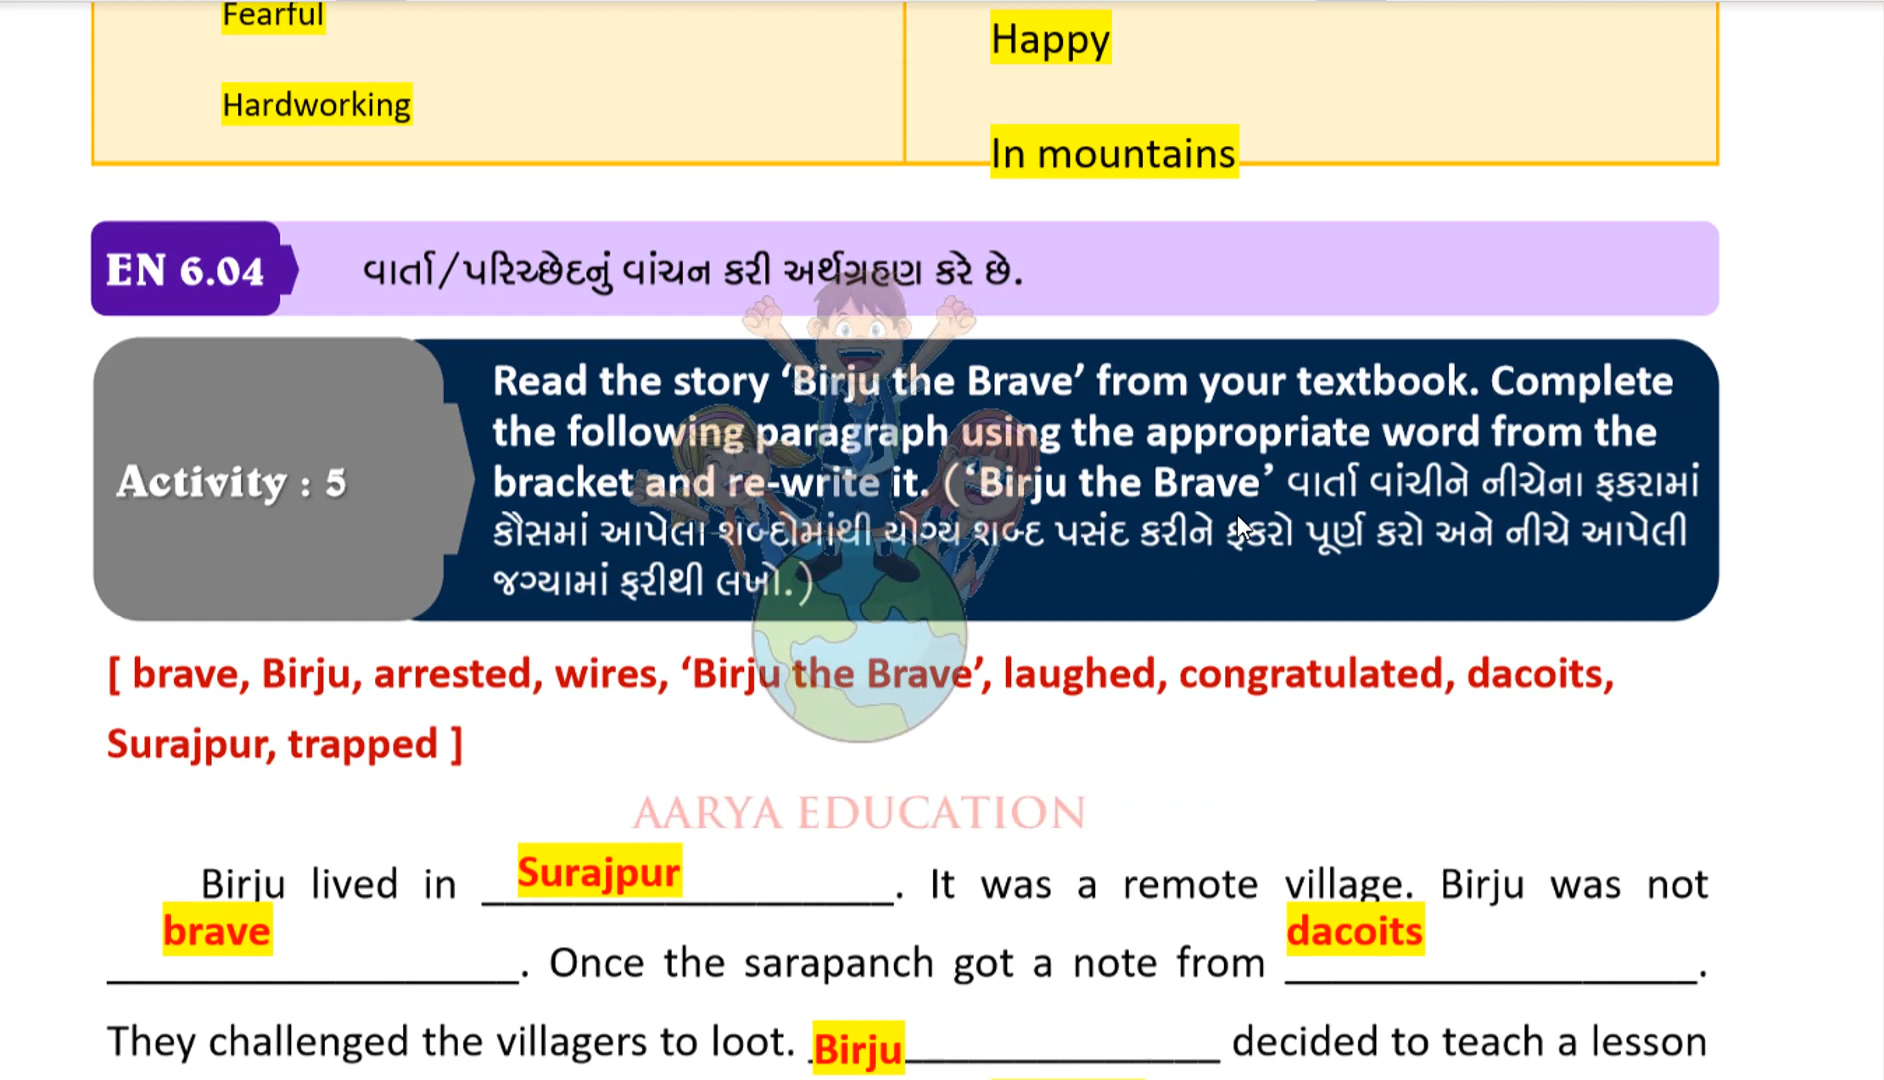 Fearful
Happy
Hardworking
In mountains
EN 6.04 વાર્તા/પરિચ્છેદનું વાંચન કરી અર્થગ્રહણ કરે છે.
Read the story ‘Birju the Brave’ from your textbook. Complete
the following paragraph using the appropriate word from the
Activity : 5 bracket and re-write it. (‘Birju the Brave’ વાર્તા વાંચીને નીચેના ફકરામાં
કૌસમાં આપેલા શબ્દોમાંથી યોગ્ય શબ્દ પસંદ કરીને ફકરો પૂર્ણ કરો અને નીચે આપેલી
જગ્યામાં ફરીથી લખો.)
[ brave, Birju, arrested, wires, ‘Birju the Brave’, laughed, congratulated, dacoits,
Surajpur, trapped ]
AARYA EDUCATION
Birju lived in Surajpur. It was a remote village. Birju was not
brave. Once the sarapanch got a note from dacoits.
They challenged the villagers to loot. Birju decided to teach a lesson